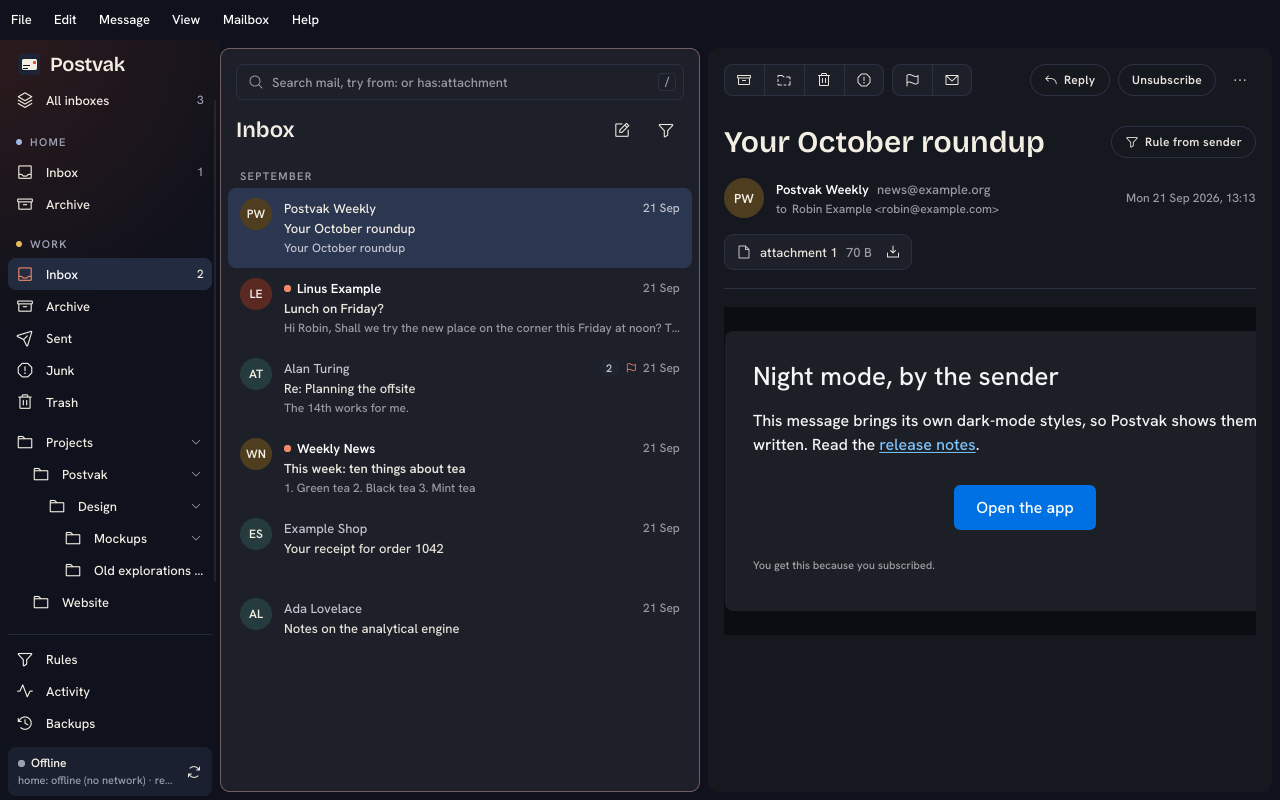 File Edit Message View Mailbox Help
Postvak
All inboxes 3
HOME
Inbox 1
Archive
WORK
Inbox 2
Archive
Sent
Junk
Trash
Projects
Postvak
Design
Mockups
Old explorations ...
Website
Rules
Activity
Backups
Offline
home: offline (no network) · re...
Search mail, try from: or has:attachment /
Inbox
SEPTEMBER
PW Postvak Weekly 21 Sep
Your October roundup
Your October roundup
LE Linus Example 21 Sep
Lunch on Friday?
Hi Robin, Shall we try the new place on the corner this Friday at noon? T...
AT Alan Turing 2 21 Sep
Re: Planning the offsite
The 14th works for me.
WN Weekly News 21 Sep
This week: ten things about tea
1. Green tea 2. Black tea 3. Mint tea
ES Example Shop 21 Sep
Your receipt for order 1042
AL Ada Lovelace 21 Sep
Notes on the analytical engine
Reply Unsubscribe
Your October roundup
Rule from sender
PW Postvak Weekly news@example.org
to Robin Example <robin@example.com>
Mon 21 Sep 2026, 13:13
attachment 1 70 B
Night mode, by the sender
This message brings its own dark-mode styles, so Postvak shows them
written. Read the release notes.
Open the app
You get this because you subscribed.